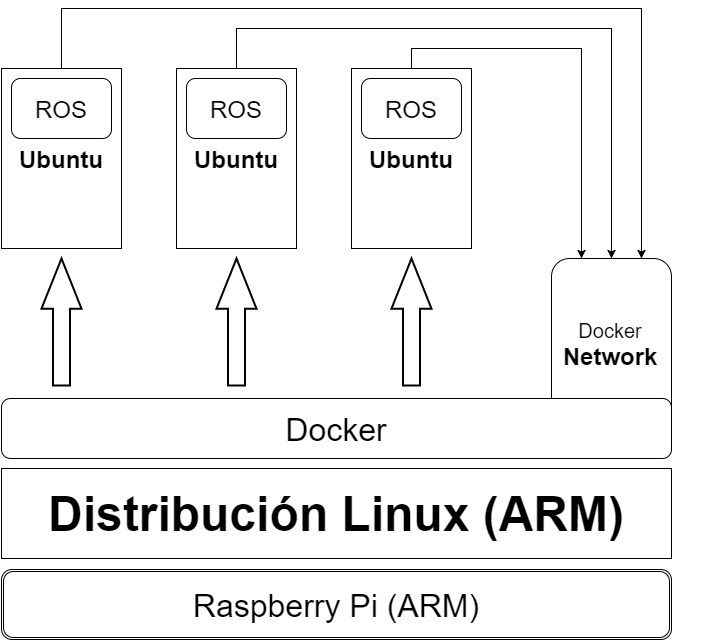 ROS
Ubuntu
ROS
Ubuntu
ROS
Ubuntu
Docker
Network
Docker
Distribución Linux (ARM)
Raspberry Pi (ARM)